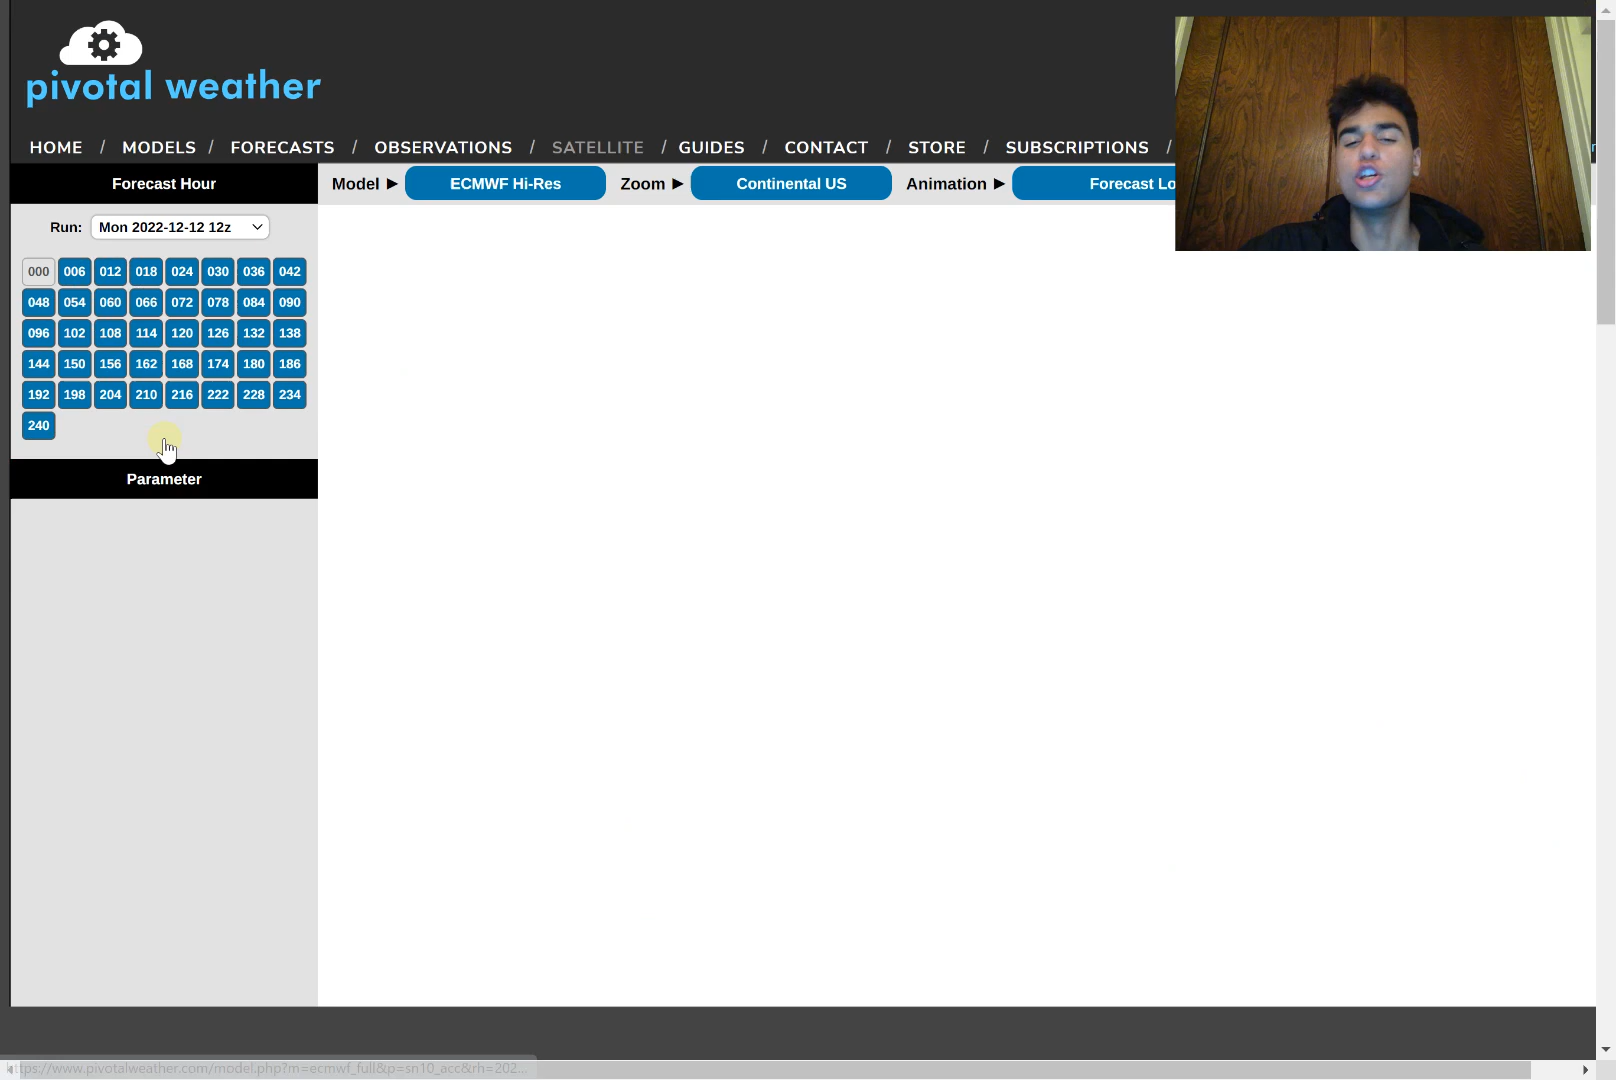 pivotal weather
HOME / MODELS / FORECASTS / OBSERVATIONS / SATELLITE / GUIDES / CONTACT / STORE / SUBSCRIPTIONS /
Forecast Hour
Model ▶ ECMWF Hi-Res Zoom ▶ Continental US Animation ▶ Forecast Lo
Run: Mon 2022-12-12 12z
000 006 012 018 024 030 036 042
048 054 060 066 072 078 084 090
096 102 108 114 120 126 132 138
144 150 156 162 168 174 180 186
192 198 204 210 216 222 228 234
240
Parameter
ttps://www.pivotalweather.com/model.php?m=ecmwf_full&p=sn10_acc&rh=202...